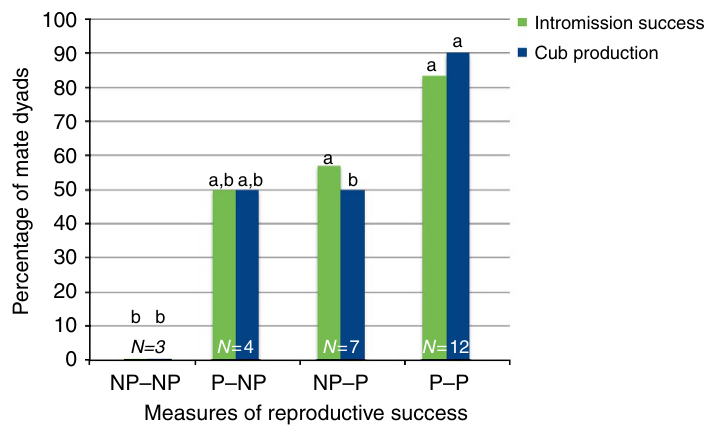 100
90
80
70
60
50
40
30
20
10
0
Percentage of mate dyads
Intromission success
Cub production
b b
a,b a,b
a
b
a
a
N=3
N=4
N=7
N=12
NP–NP
P–NP
NP–P
P–P
Measures of reproductive success